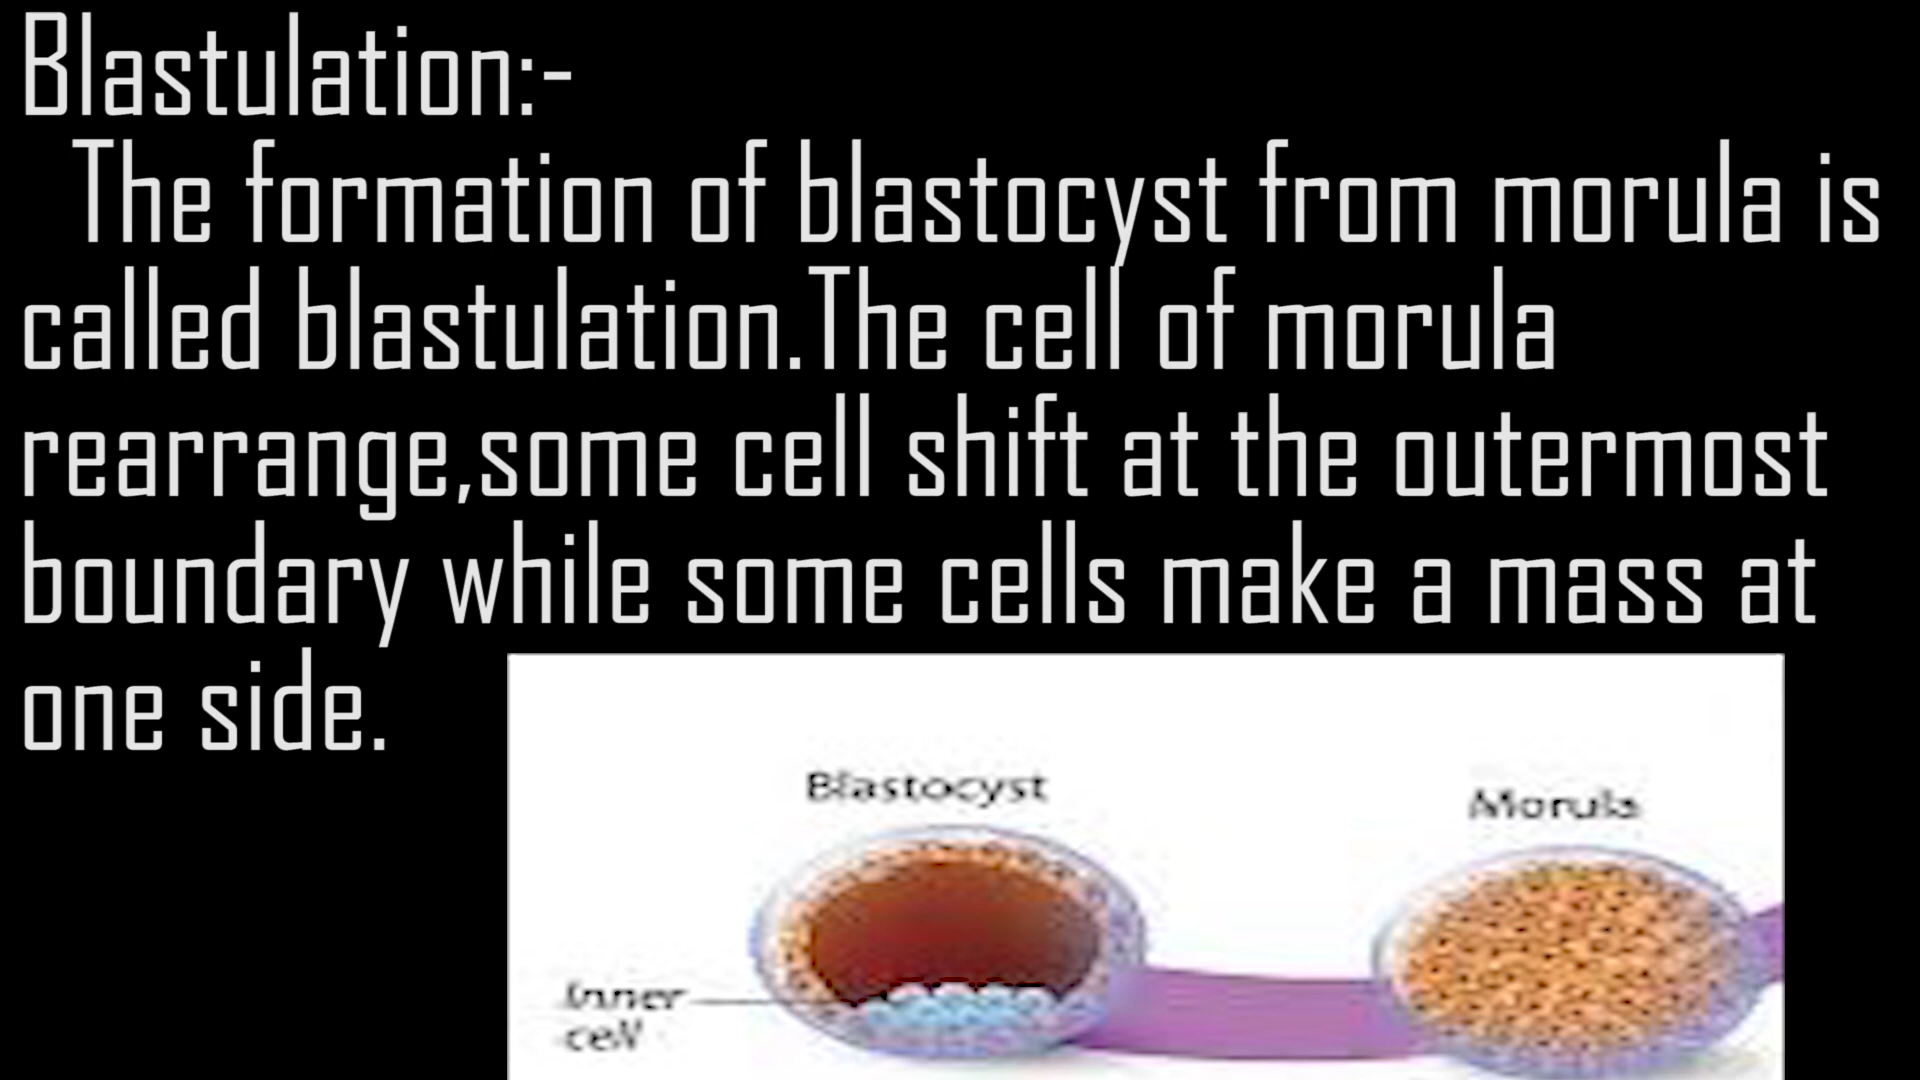 Blastulation:-
The formation of blastocyst from morula is
called blastulation.The cell of morula
rearrange,some cell shift at the outermost
boundary while some cells make a mass at
one side.
Blastocyst
Morula
Inner
cell